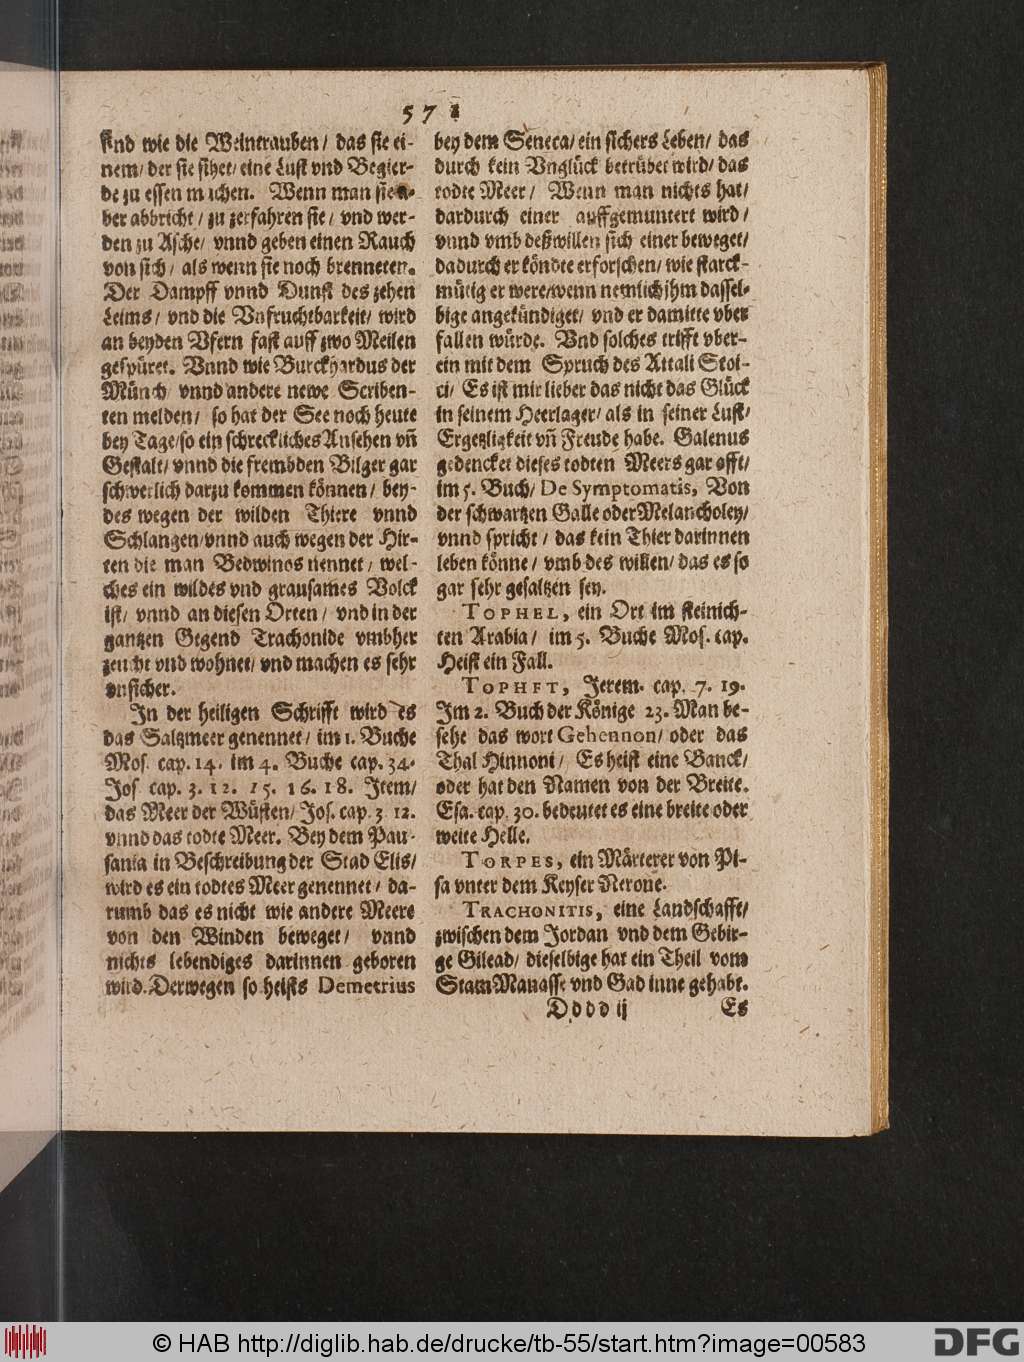 571
sind wie die Weintrauben / das sie ei-
nem / der sie sihet / eine Lust vnd Begier-
de zu essen machen. Wenn man sie a-
ber abbricht / zu zerfahren sie / vnd wer-
den zu Asche / vnnd geben einen Rauch
von sich / als wenn sie noch brenneten.
Der Dampff vnnd Dunst des zehen
Leims / vnd die Vnfruchtbarkeit / wird
an beyden Vfern fast auff zwo Meilen
gespüret. Vnnd wie Burckhardus der
Münch / vnnd andere newe Scriben-
ten melden / so hat der See noch heute
bey Tage / so ein schreckliches Ansehen vñ
Gestalt / vnnd die frembden Bilger gar
schwerlich darzu kommen können / bey-
des wegen der wilden Thiere vnnd
Schlangen / vnnd auch wegen der Hir-
ten die man Bedwinos nennet / wel-
ches ein wildes vnd grausames Volck
ist / vnnd an diesen Orten / vnd in der
gantzen Gegend Trachonide vmbher
zeucht vnd wohnet / vnd machen es sehr
vnsicher.
In der heiligen Schrifft wird es
das Saltzmeer genennet / im 1. Buche
Mos. cap. 14. im 4. Buche cap. 34.
Jos. cap. 3. 12. 15. 16. 18. Item /
das Meer der Wüsten / Jos. cap. 3 12.
vnnd das todte Meer. Bey dem Pau-
sania in Beschreibung der Stad Elis /
wird es ein todtes Meer genennet / da-
rumb das es nicht wie andere Meere
von den Winden beweget / vnnd
nichts lebendiges darinnen geboren
wird. Derwegen so heists Demetrius
bey dem Seneca / ein sichers Leben / das
durch kein Vnglück betrübet wird / das
todte Meer / Wenn man nichts hat /
dardurch einer auffgemuntert wird /
vnnd vmb deßwillen sich einer beweget /
dadurch er köndte erforschen / wie starck-
mütig er were / wenn nemlich jhm dassel-
bige angekündiget / vnd er damitte vber
fallen würde. Vnd solches trifft vber-
ein mit dem Spruch des Attali Stoi-
ci / Es ist mir lieber das nicht das Glück
in seinem Heerlager / als in seiner Lust /
Ergetzligkeit vñ Freude habe. Galenus
gedencket dieses todten Meers gar offt /
im 5. Buch / De Symptomatis, Von
der schwartzen Galle oder Melancholey /
vnnd spricht / das kein Thier darinnen
leben könne / vmb des willen / das es so
gar sehr gesaltzen sey.
TOPHEL, ein Ort im steinich-
ten Arabia / im 5. Buche Mos. cap.
Heist ein Fall.
TOPHET, Jerem. cap. 7. 19.
Im 2. Buch der Könige 23. Man be-
sehe das wort Gehennon / oder das
Thal Hinnoni / Es heist eine Banck /
oder hat den Namen von der Breite.
Esa. cap. 30. bedeutet es eine breite oder
weite Helle.
TORPES, ein Märterer von Pi-
sa vnter dem Keyser Nerone.
TRACHONITIS, eine Landschafft /
zwischen dem Jordan vnd dem Gebir-
ge Gilead / dieselbige hat ein Theil vom
Stam Manasse vnd Gad inne gehabt.
Dddd ij Es
© HAB http://diglib.hab.de/drucke/tb-55/start.htm?image=00583
DFG